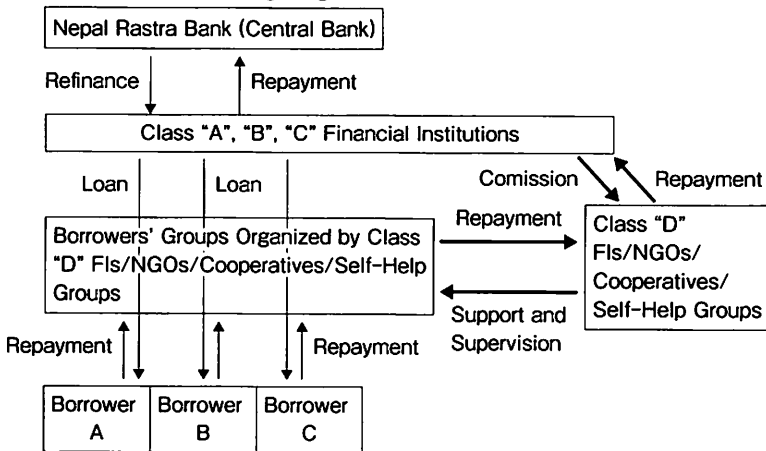 Nepal Rastra Bank (Central Bank)
Refinance
Repayment
Class "A", "B", "C" Financial Institutions
Loan
Loan
Comission
Repayment
Borrowers' Groups Organized by Class
"D" FIs/NGOs/Cooperatives/Self-Help
Groups
Repayment
Support and
Supervision
Class "D"
FIs/NGOs/
Cooperatives/
Self-Help Groups
Repayment
Repayment
Borrower
A
Borrower
B
Borrower
C